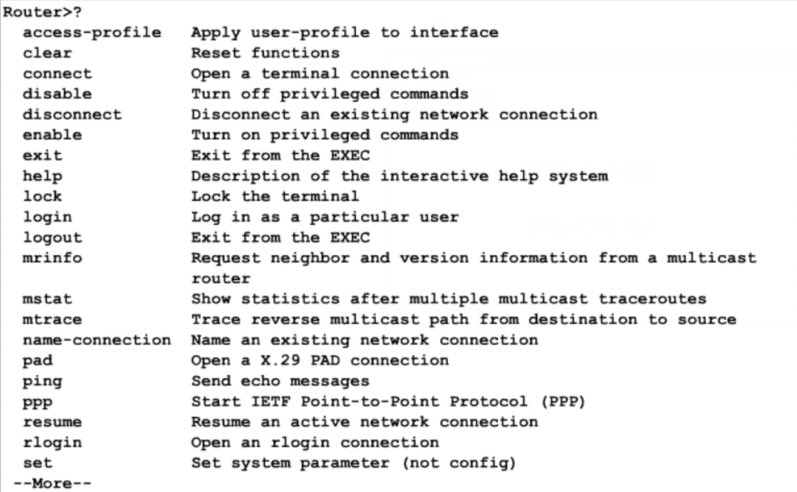 Router>?
access-profile Apply user-profile to interface
clear Reset functions
connect Open a terminal connection
disable Turn off privileged commands
disconnect Disconnect an existing network connection
enable Turn on privileged commands
exit Exit from the EXEC
help Description of the interactive help system
lock Lock the terminal
login Log in as a particular user
logout Exit from the EXEC
mrinfo Request neighbor and version information from a multicast
router
mstat Show statistics after multiple multicast traceroutes
mtrace Trace reverse multicast path from destination to source
name-connection Name an existing network connection
pad Open a X.29 PAD connection
ping Send echo messages
ppp Start IETF Point-to-Point Protocol (PPP)
resume Resume an active network connection
rlogin Open an rlogin connection
set Set system parameter (not config)
--More--